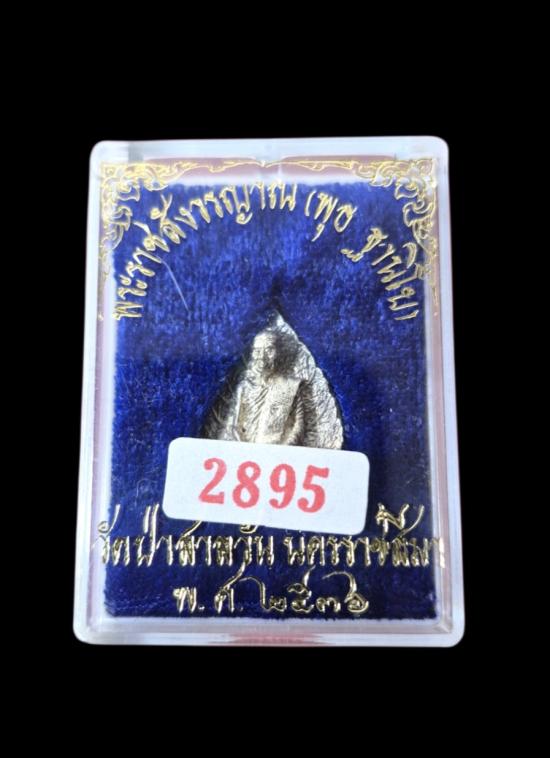 พระราชสังวรญาณ (พุธ ฐานิโย)
2895
วัดป่าสาลวัน นครราชสีมา
พ.ศ. ๒๕๓๖